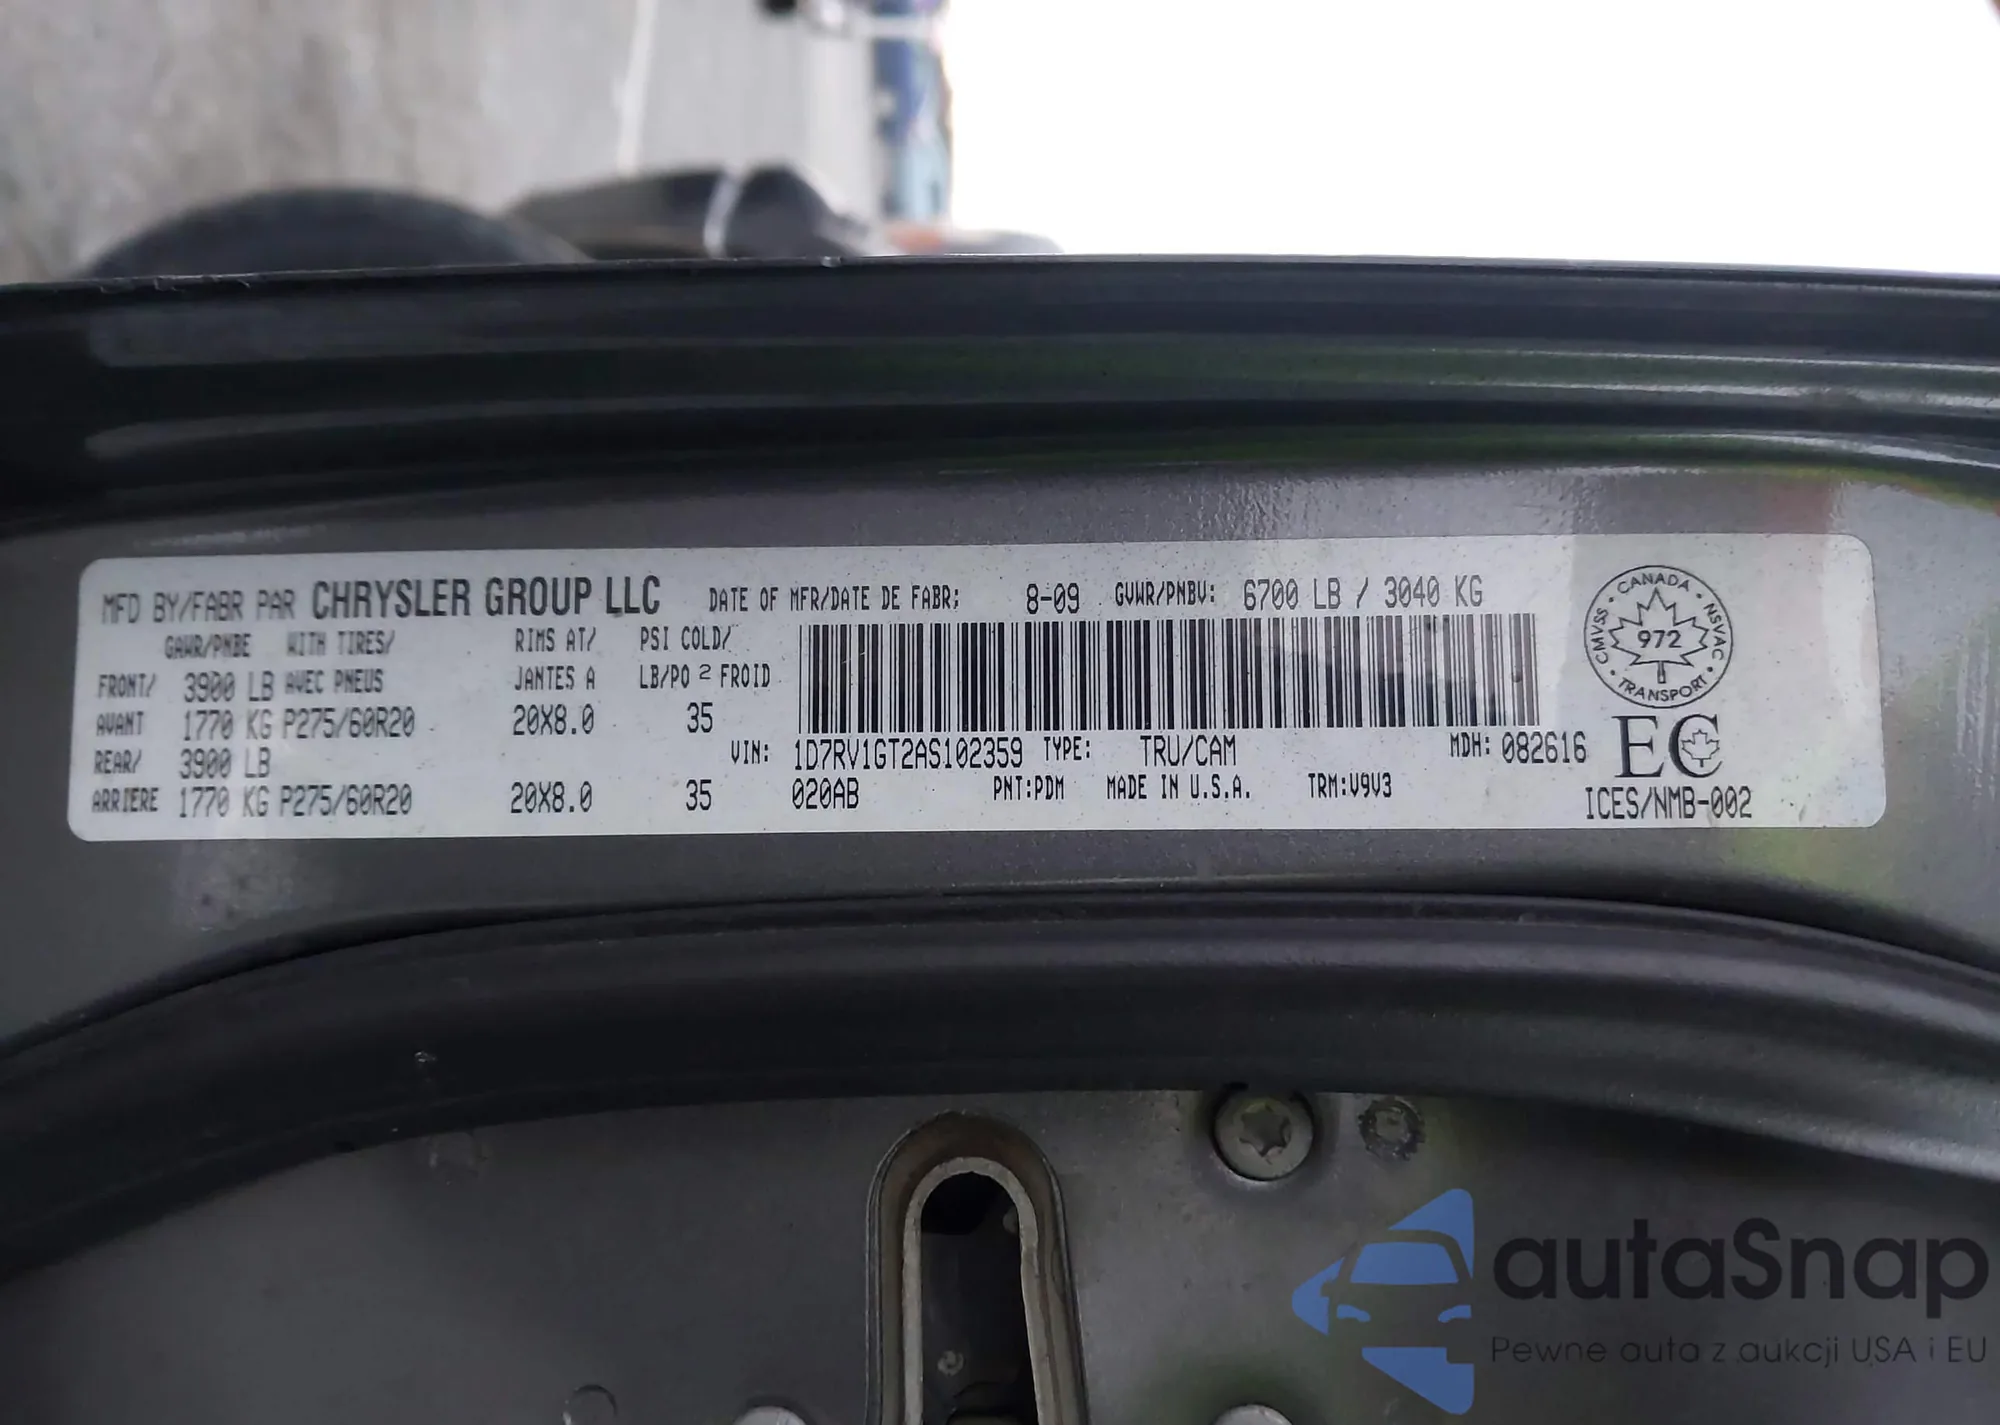 MFD BY/FABR PAR CHRYSLER GROUP LLC DATE OF MFR/DATE DE FABR: 8-09 GVWR/PNBV: 6700 LB / 3040 KG
GAWR/PNBE WITH TIRES/ RIMS AT/ PSI COLD/
FRONT/ 3900 LB AVEC PNEUS JANTES A LB/PO 2 FROID
AVANT 1770 KG P275/60R20 20X8.0 35
REAR/ 3900 LB
ARRIERE 1770 KG P275/60R20 20X8.0 35
VIN: 1D7RV1GT2AS102359 TYPE: TRU/CAM MDH: 082616
020AB PNT:PDM MADE IN U.S.A. TRM:V9V3
CANADA
CMVSS · NSVAC
972
TRANSPORT
EC
ICES/NMB-002
autaSnap
Pewne auta z aukcji USA i EU